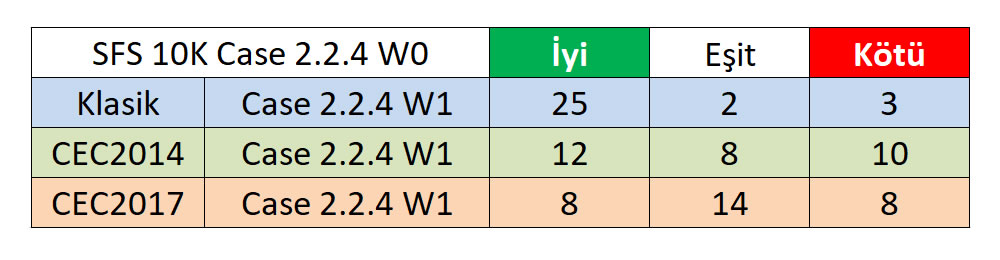 SFS 10K Case 2.2.4 W0 İyi Eşit Kötü
Klasik Case 2.2.4 W1 25 2 3
CEC2014 Case 2.2.4 W1 12 8 10
CEC2017 Case 2.2.4 W1 8 14 8